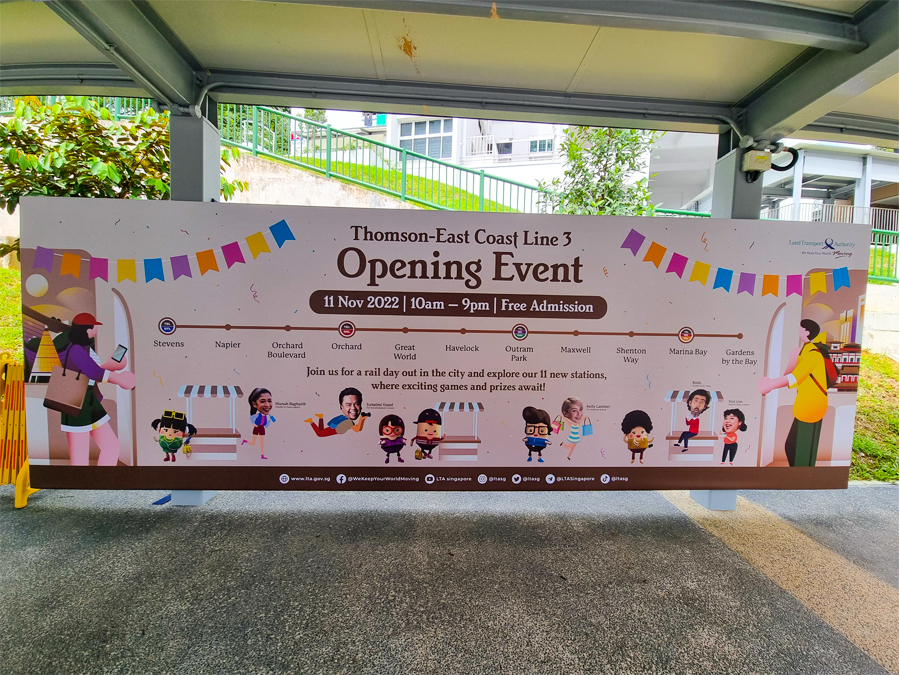 Thomson-East Coast Line 3
Opening Event
11 Nov 2022 | 10am – 9pm | Free Admission
Land Transport Authority
We Keep Your World Moving
Stevens
Napier
Orchard
Boulevard
Orchard
Great
World
Havelock
Outram
Park
Maxwell
Shenton
Way
Marina Bay
Gardens
by the Bay
Join us for a rail day out in the city and explore our 11 new stations,
where exciting games and prizes await!
www.lta.gov.sg @WeKeepYourWorldMoving LTA singapore @ltasg @ltasg @LTASingapore @ltasg